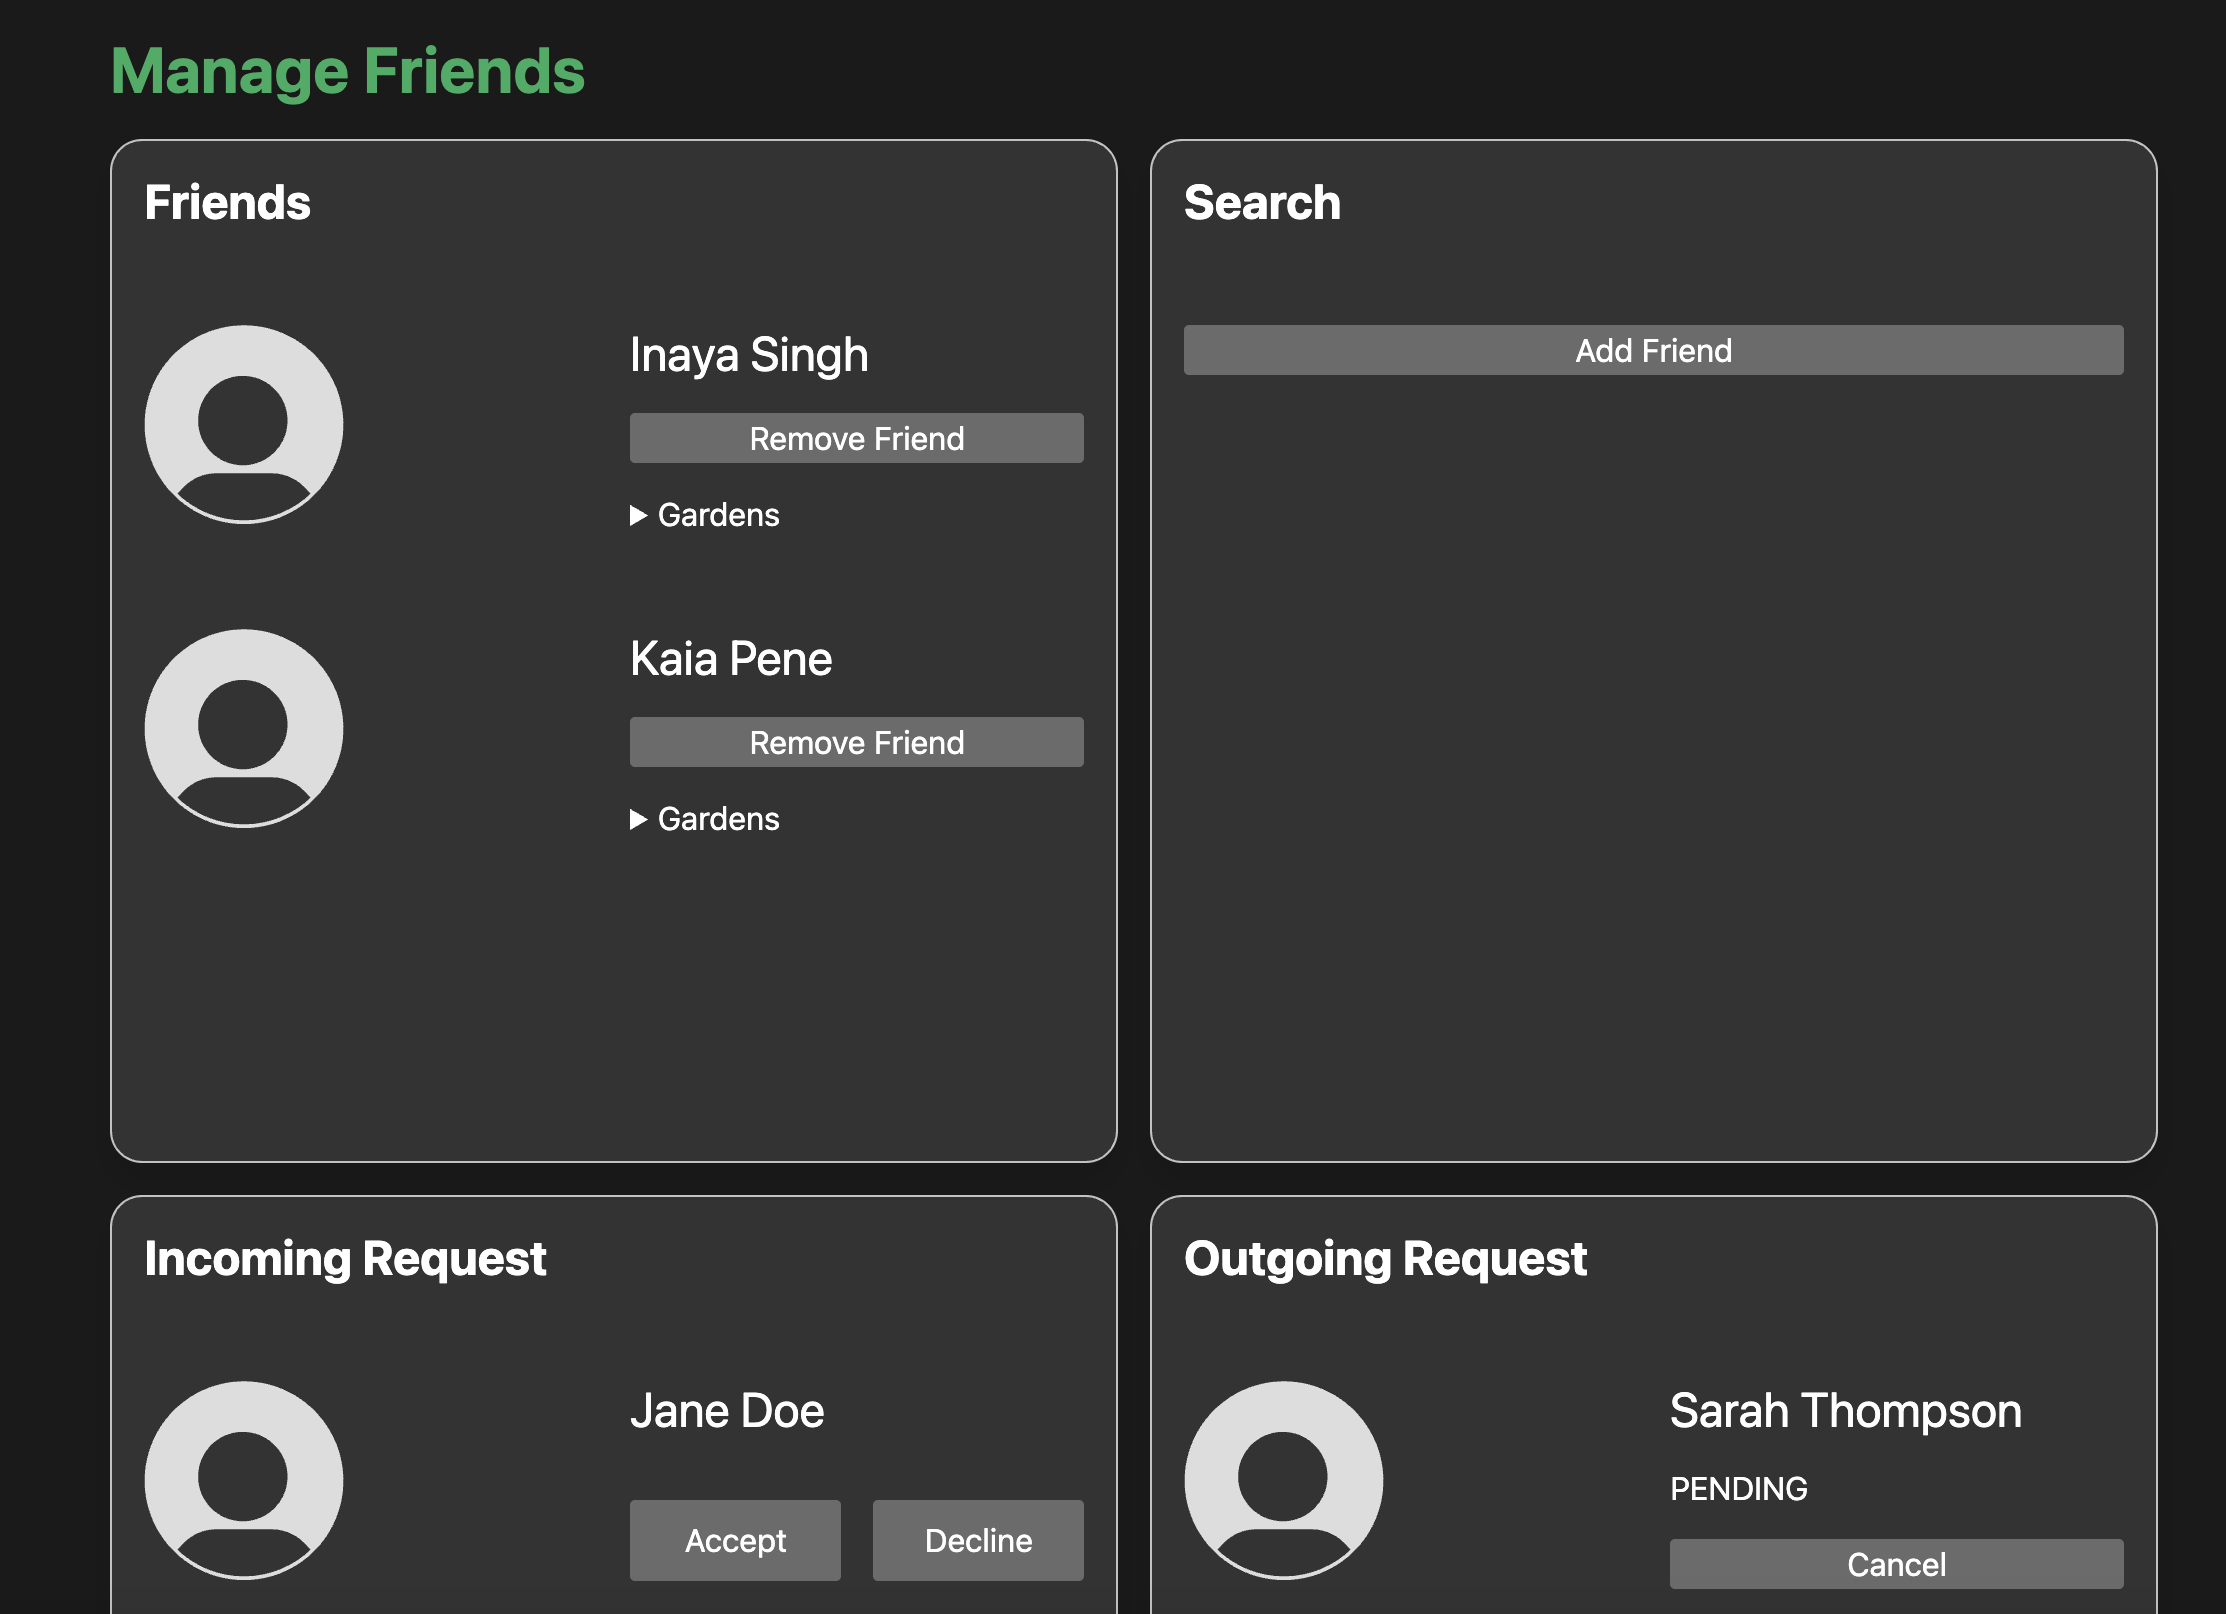 Manage Friends
Friends
Inaya Singh
Remove Friend
Gardens
Kaia Pene
Remove Friend
Gardens
Search
Add Friend
Incoming Request
Jane Doe
Accept
Decline
Outgoing Request
Sarah Thompson
PENDING
Cancel